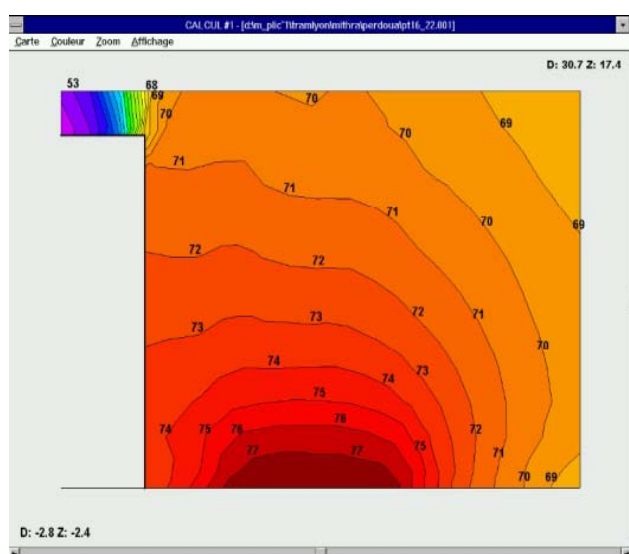 CALCUL #1 - [d:\m_plic~1\tramlyon\mithra\perdoua\pt16_22.001]
Carte Couleur Zoom Affichage
D: 30.7 Z: 17.4
53 68
69 70
70 70 69
71
71
71 70 69
72
72
72 71
73
73 70
74 73
74
75
76
74 75 76 75 72
77 77 71
70 69
D: -2.8 Z: -2.4